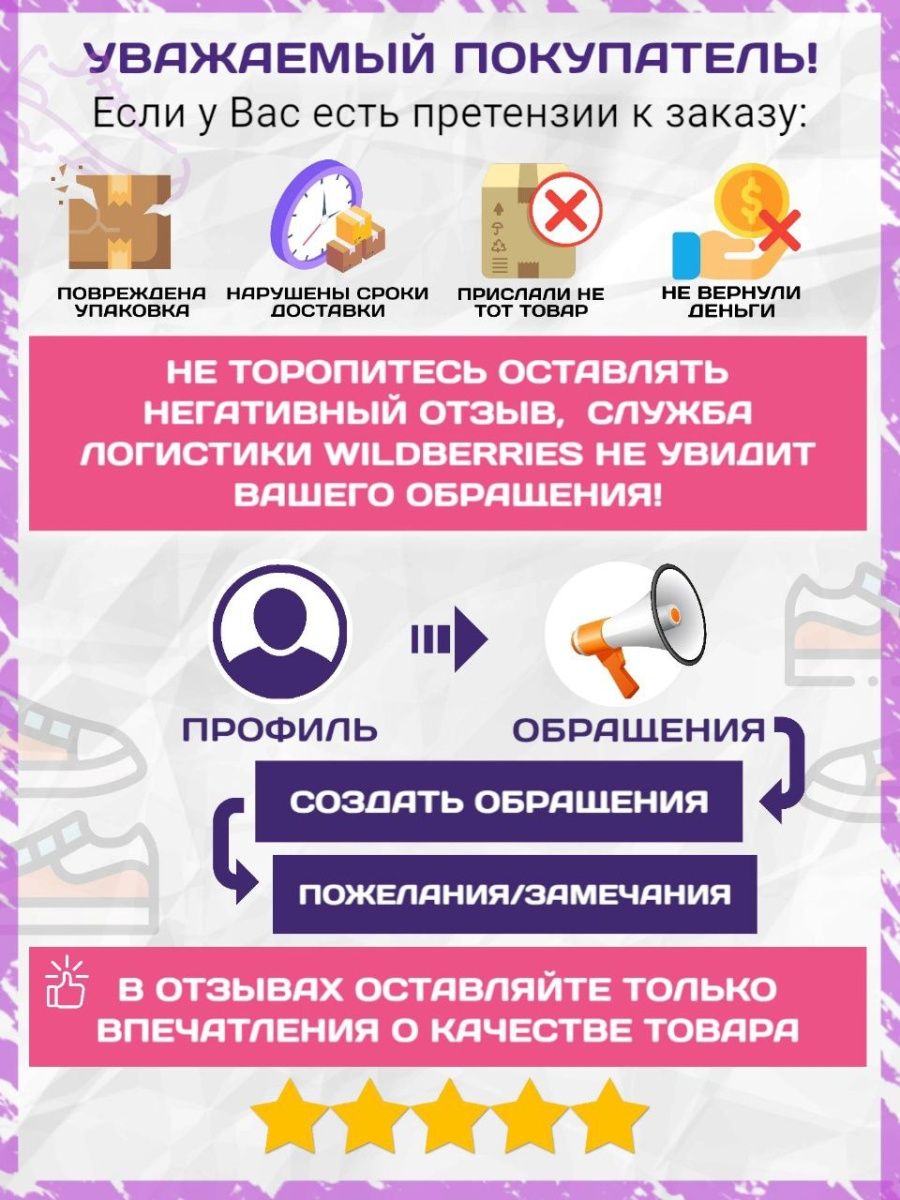 УВАЖАЕМЫЙ ПОКУПАТЕЛЬ!
Если у Вас есть претензии к заказу:
ПОВРЕЖДЕНА
УПАКОВКА
НАРУШЕНЫ СРОКИ
ДОСТАВКИ
ПРИСЛАЛИ НЕ
ТОТ ТОВАР
НЕ ВЕРНУЛИ
ДЕНЬГИ
НЕ ТОРОПИТЕСЬ ОСТАВЛЯТЬ
НЕГАТИВНЫЙ ОТЗЫВ, СЛУЖБА
ЛОГИСТИКИ WILDBERRIES НЕ УВИДИТ
ВАШЕГО ОБРАЩЕНИЯ!
ПРОФИЛЬ
ОБРАЩЕНИЯ
СОЗДАТЬ ОБРАЩЕНИЯ
ПОЖЕЛАНИЯ/ЗАМЕЧАНИЯ
В ОТЗЫВАХ ОСТАВЛЯЙТЕ ТОЛЬКО
ВПЕЧАТЛЕНИЯ О КАЧЕСТВЕ ТОВАРА